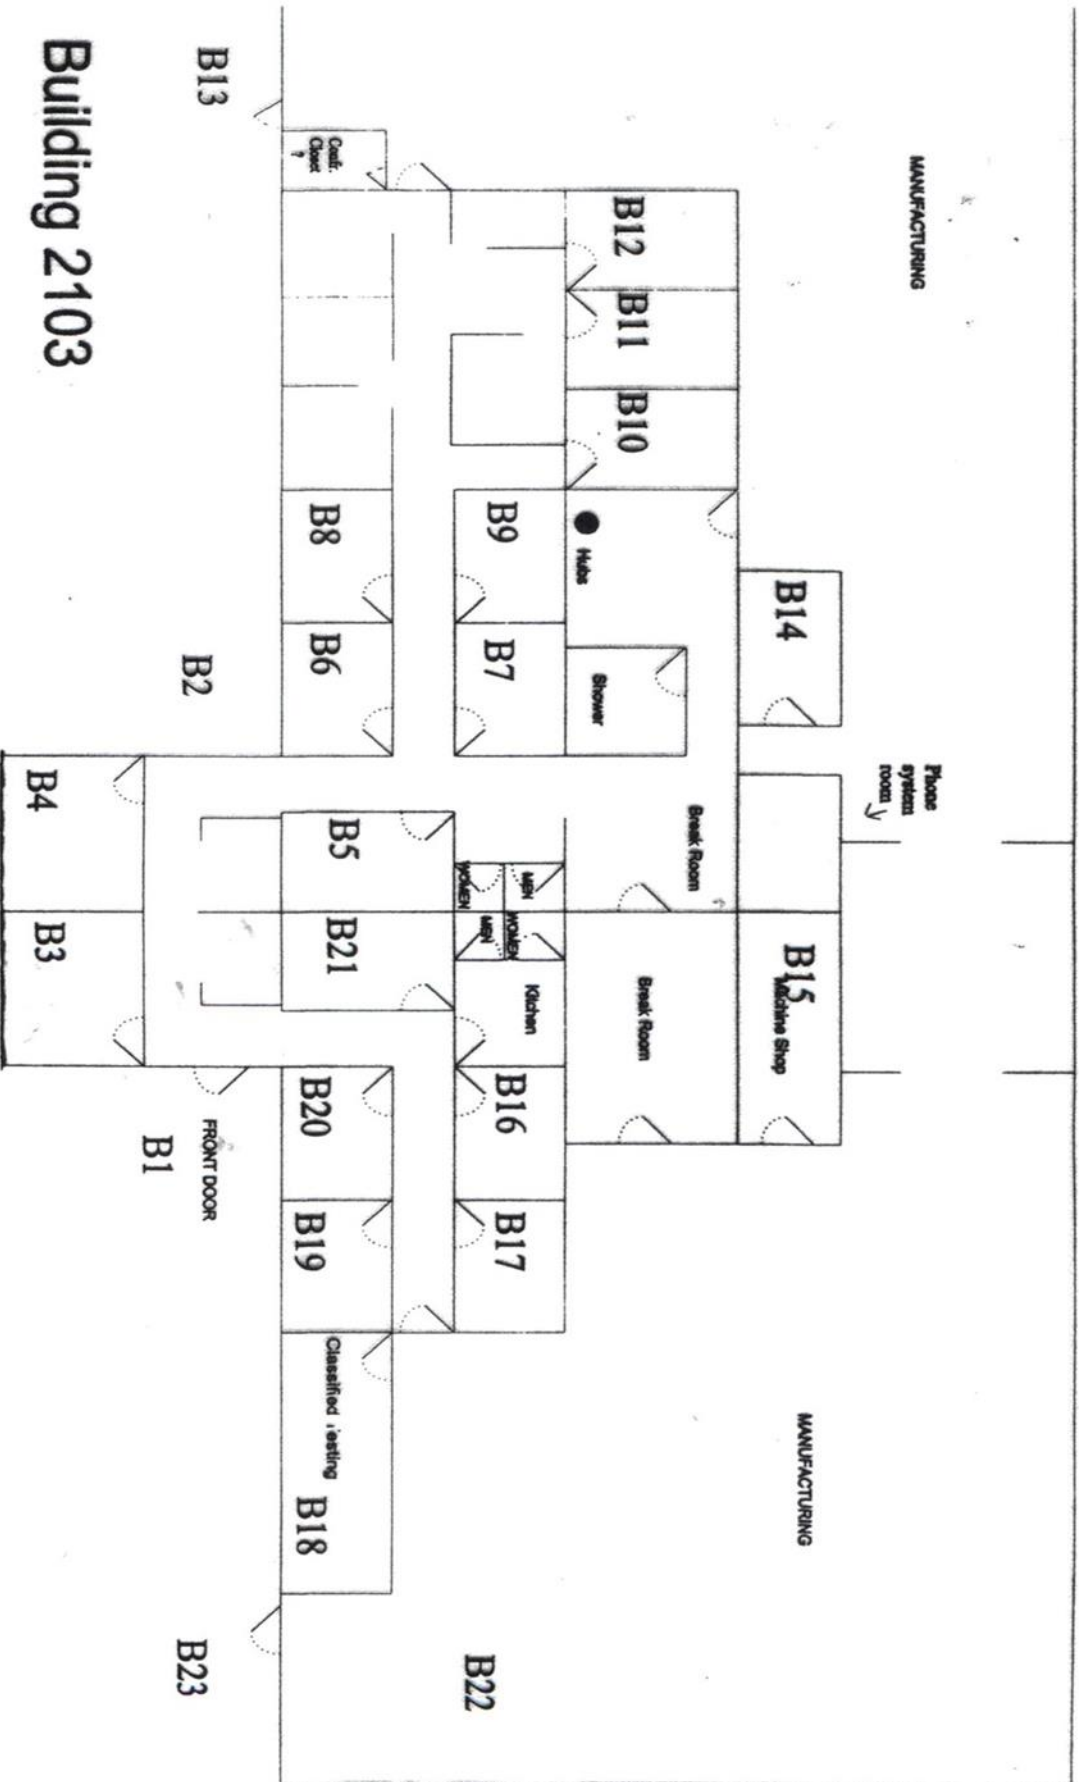 MANUFACTURING
MANUFACTURING
Phone
system
room
B14
B15
Machine Shop
B12
B11
B10
Hubs
Shower
Break Room
Break Room
B9
B7
MEN
WOMEN
WOMEN
MEN
Kitchen
B16
B17
B22
Closet
?
B8
B6
B5
B21
B20
B19
Classified Testing
B18
B13
B2
FRONT DOOR
B1
B23
B4
B3
Building 2103